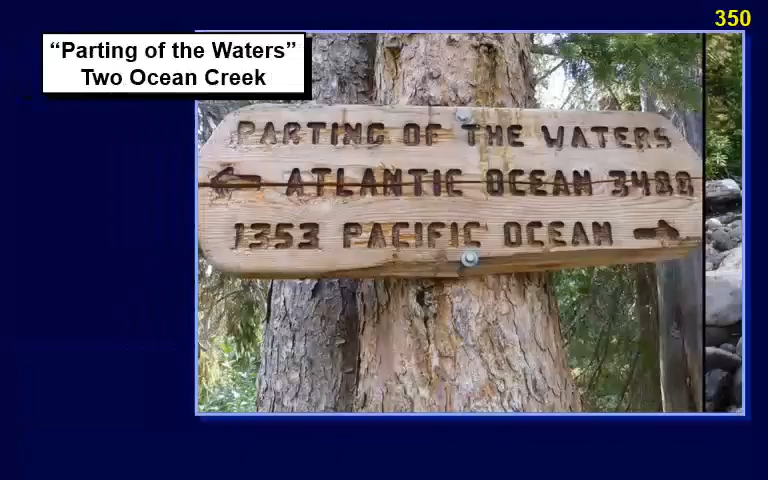 350
“Parting of the Waters”
Two Ocean Creek
PARTING OF THE WATERS
ATLANTIC OCEAN 3488
1353 PACIFIC OCEAN